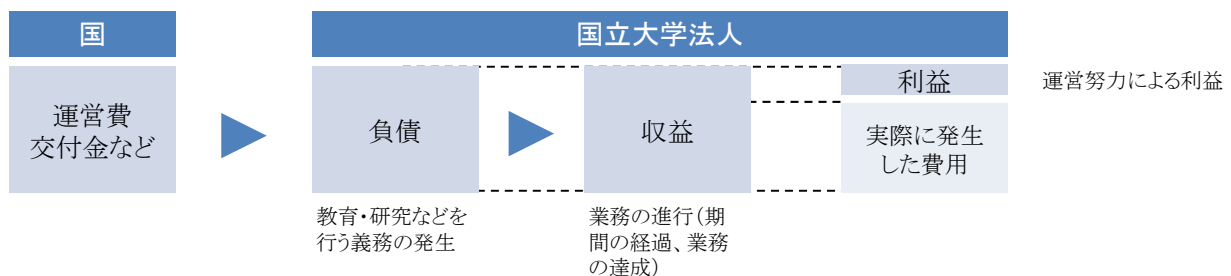 国
国立大学法人
運営費
交付金など
負債
収益
利益
運営努力による利益
実際に発生
した費用
教育・研究などを
行う義務の発生
業務の進行（期
間の経過、業務
の達成）